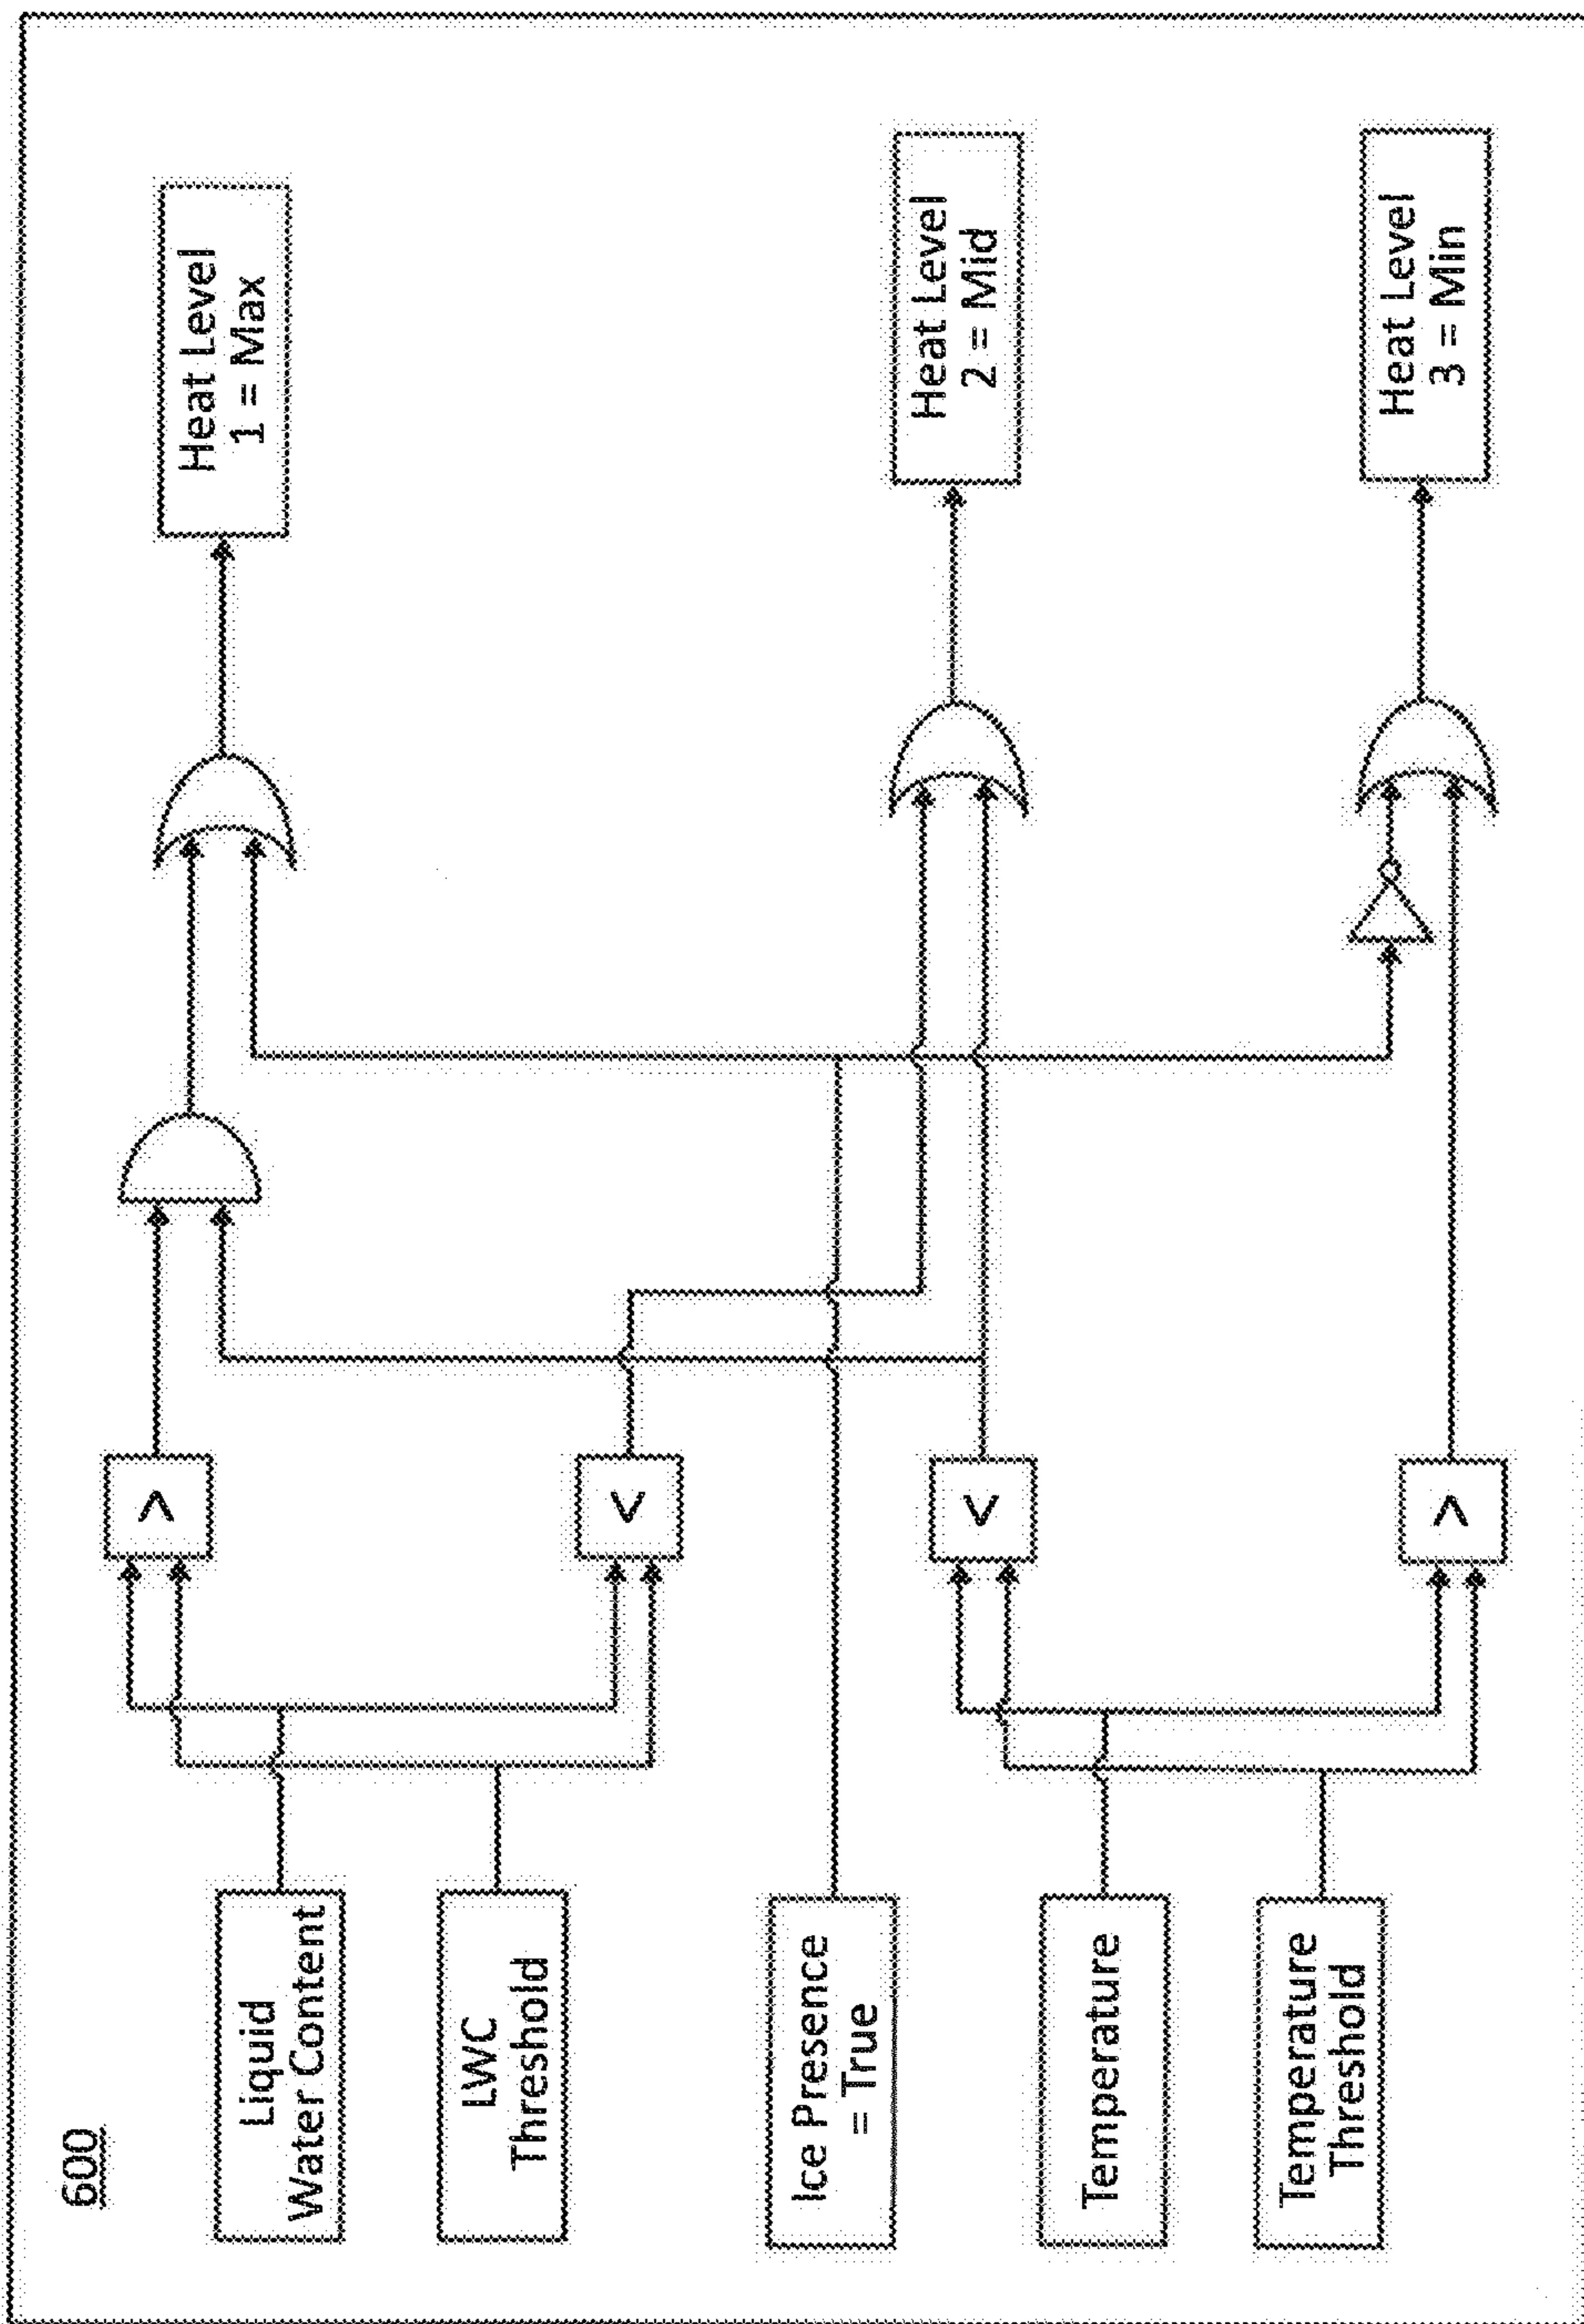 600
Liquid
Water Content
LWC
Threshold
Ice Presence
= True
Temperature
Temperature
Threshold
>
<
<
>
Heat Level
1 = Max
Heat Level
2 = Mid
Heat Level
3 = Min